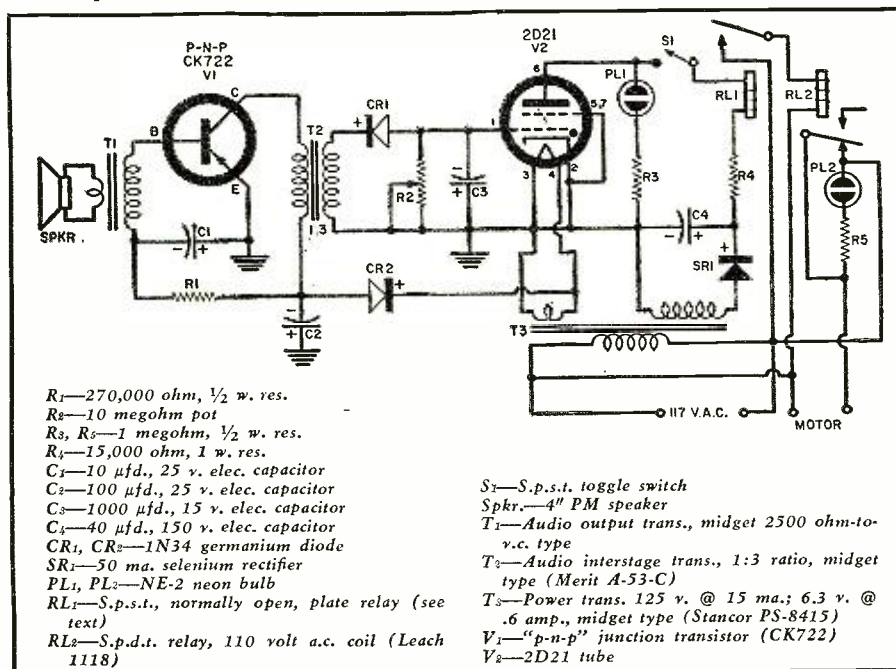 P-N-P
CK722
V1
2D21
V2
S1
PL1
RL1
RL2
C
B
E
T1
T2
CR1
6
5,7
1
3
4
2
R2
C3
R3
R4
PL2
R5
SPKR.
C1
1:3
C4
SR1
R1
CR2
C2
T3
117 V.A.C.
MOTOR
R1—270,000 ohm, ½ w. res.
R2—10 megohm pot
R3, R5—1 megohm, ½ w. res.
R4—15,000 ohm, 1 w. res.
C1—10 μfd., 25 v. elec. capacitor
C2—100 μfd., 25 v. elec. capacitor
C3—1000 μfd., 15 v. elec. capacitor
C4—40 μfd., 150 v. elec. capacitor
CR1, CR2—1N34 germanium diode
SR1—50 ma. selenium rectifier
PL1, PL2—NE-2 neon bulb
RL1—S.p.s.t., normally open, plate relay (see
text)
RL2—S.p.d.t. relay, 110 volt a.c. coil (Leach
1118)
S1—S.p.s.t. toggle switch
Spkr.—4" PM speaker
T1—Audio output trans., midget 2500 ohm-to-
v.c. type
T2—Audio interstage trans., 1:3 ratio, midget
type (Merit A-53-C)
T3—Power trans. 125 v. @ 15 ma.; 6.3 v. @
.6 amp., midget type (Stancor PS-8415)
V1—"p-n-p" junction transistor (CK722)
V2—2D21 tube